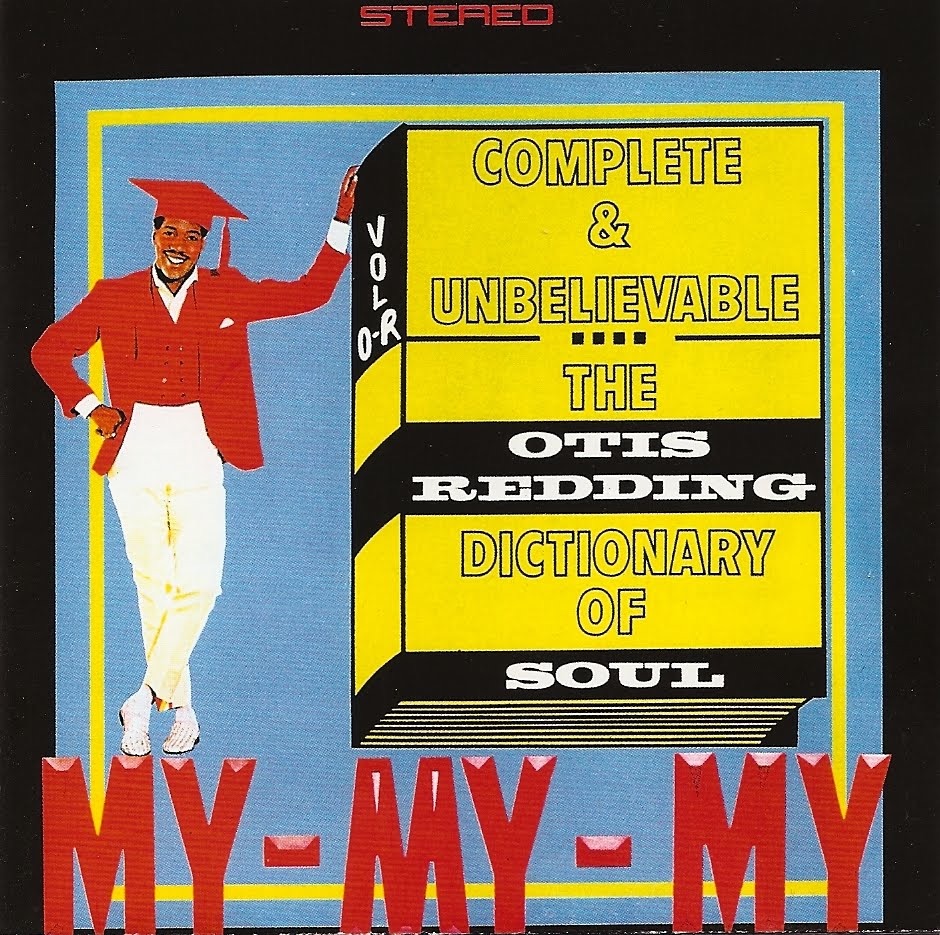 STEREO
VOL
O-R
COMPLETE
&
UNBELIEVABLE
....
THE
OTIS
REDDING
DICTIONARY
OF
SOUL
MY-MY-MY